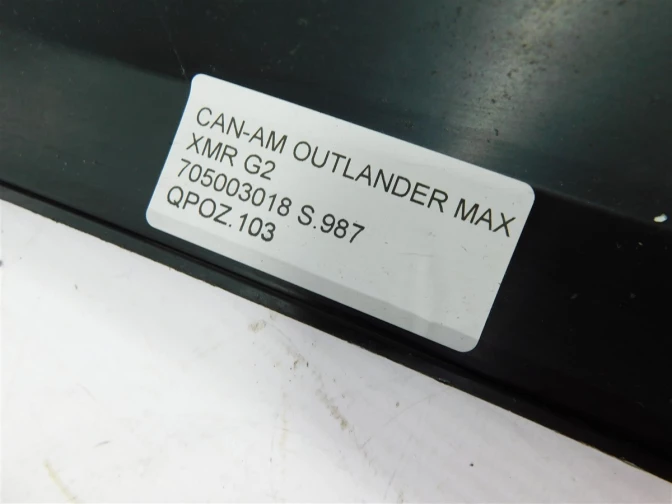 CAN-AM OUTLANDER MAX
XMR G2
705003018 S.987
QPOZ.103